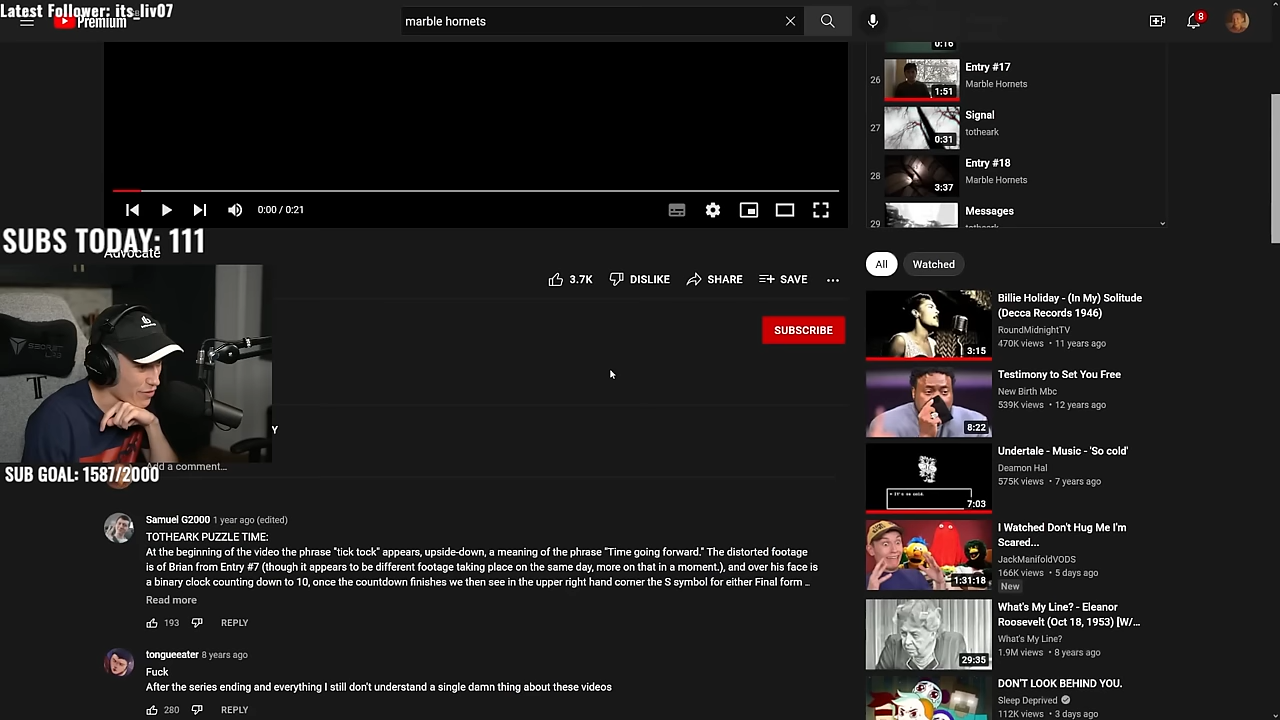 Latest Follower: its_liv07
Premium
marble hornets
8
0:16
26
Entry #17
Marble Hornets
1:51
27
Signal
totheark
0:31
28
Entry #18
Marble Hornets
3:37
29
Messages
totheark
0:00 / 0:21
SUBS TODAY: 111
Advocate
3.7K
DISLIKE
SHARE
SAVE
SUBSCRIBE
SECRET LAB
Y
Add a comment...
SUB GOAL: 1587/2000
Samuel G2000 1 year ago (edited)
TOTHEARK PUZZLE TIME:
At the beginning of the video the phrase "tick tock" appears, upside-down, a meaning of the phrase "Time going forward." The distorted footage
is of Brian from Entry #7 (though it appears to be different footage taking place on the same day, more on that in a moment.), and over his face is
a binary clock counting down to 10, once the countdown finishes we then see in the upper right hand corner the S symbol for either Final form ..
Read more
193
REPLY
tongueeater 8 years ago
Fuck
After the series ending and everything I still don't understand a single damn thing about these videos
280
REPLY
All
Watched
Billie Holiday - (In My) Solitude
(Decca Records 1946)
RoundMidnightTV
470K views • 11 years ago
3:15
Testimony to Set You Free
New Birth Mbc
539K views • 12 years ago
8:22
Undertale - Music - 'So cold'
Deamon Hal
575K views • 7 years ago
7:03
I Watched Don't Hug Me I'm
Scared...
JackManifoldVODS
166K views • 5 days ago
New
1:31:18
What's My Line? - Eleanor
Roosevelt (Oct 18, 1953) [W/...
What's My Line?
1.9M views • 8 years ago
29:35
DON'T LOOK BEHIND YOU.
Sleep Deprived
112K views • 3 days ago